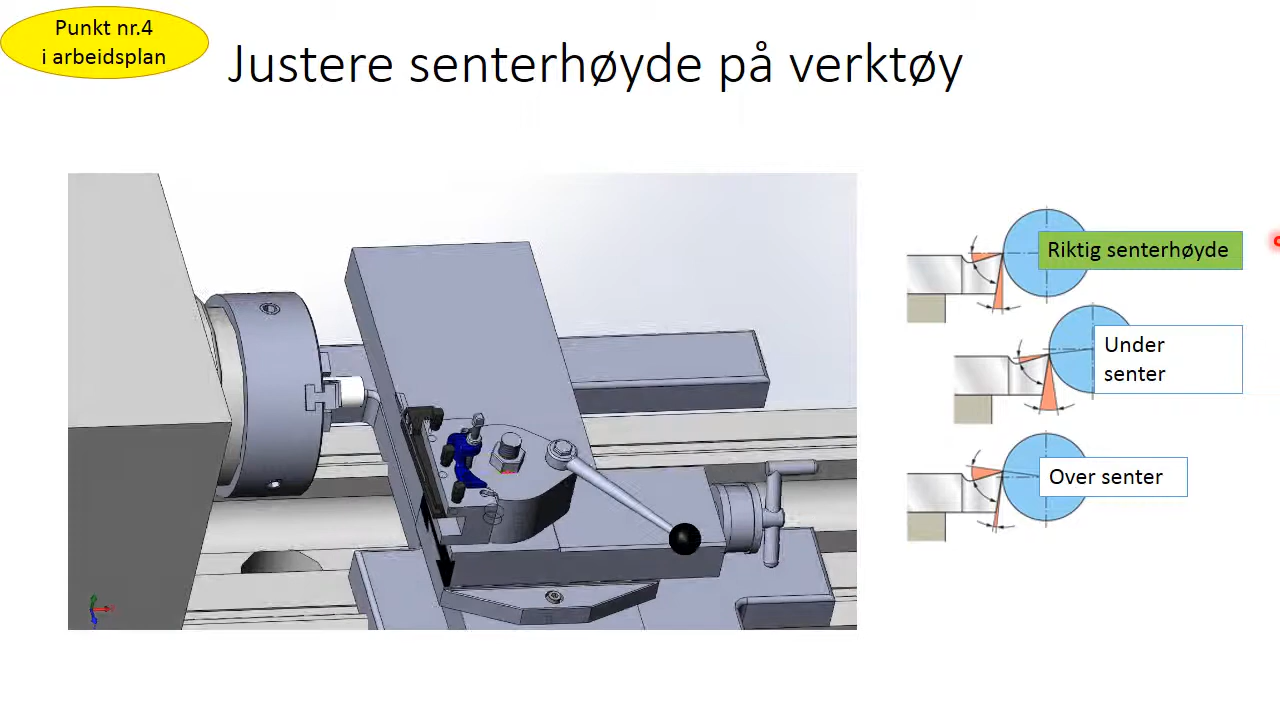 Punkt nr.4
i arbeidsplan
Justere senterhøyde på verktøy
Riktig senterhøyde
Under
senter
Over senter